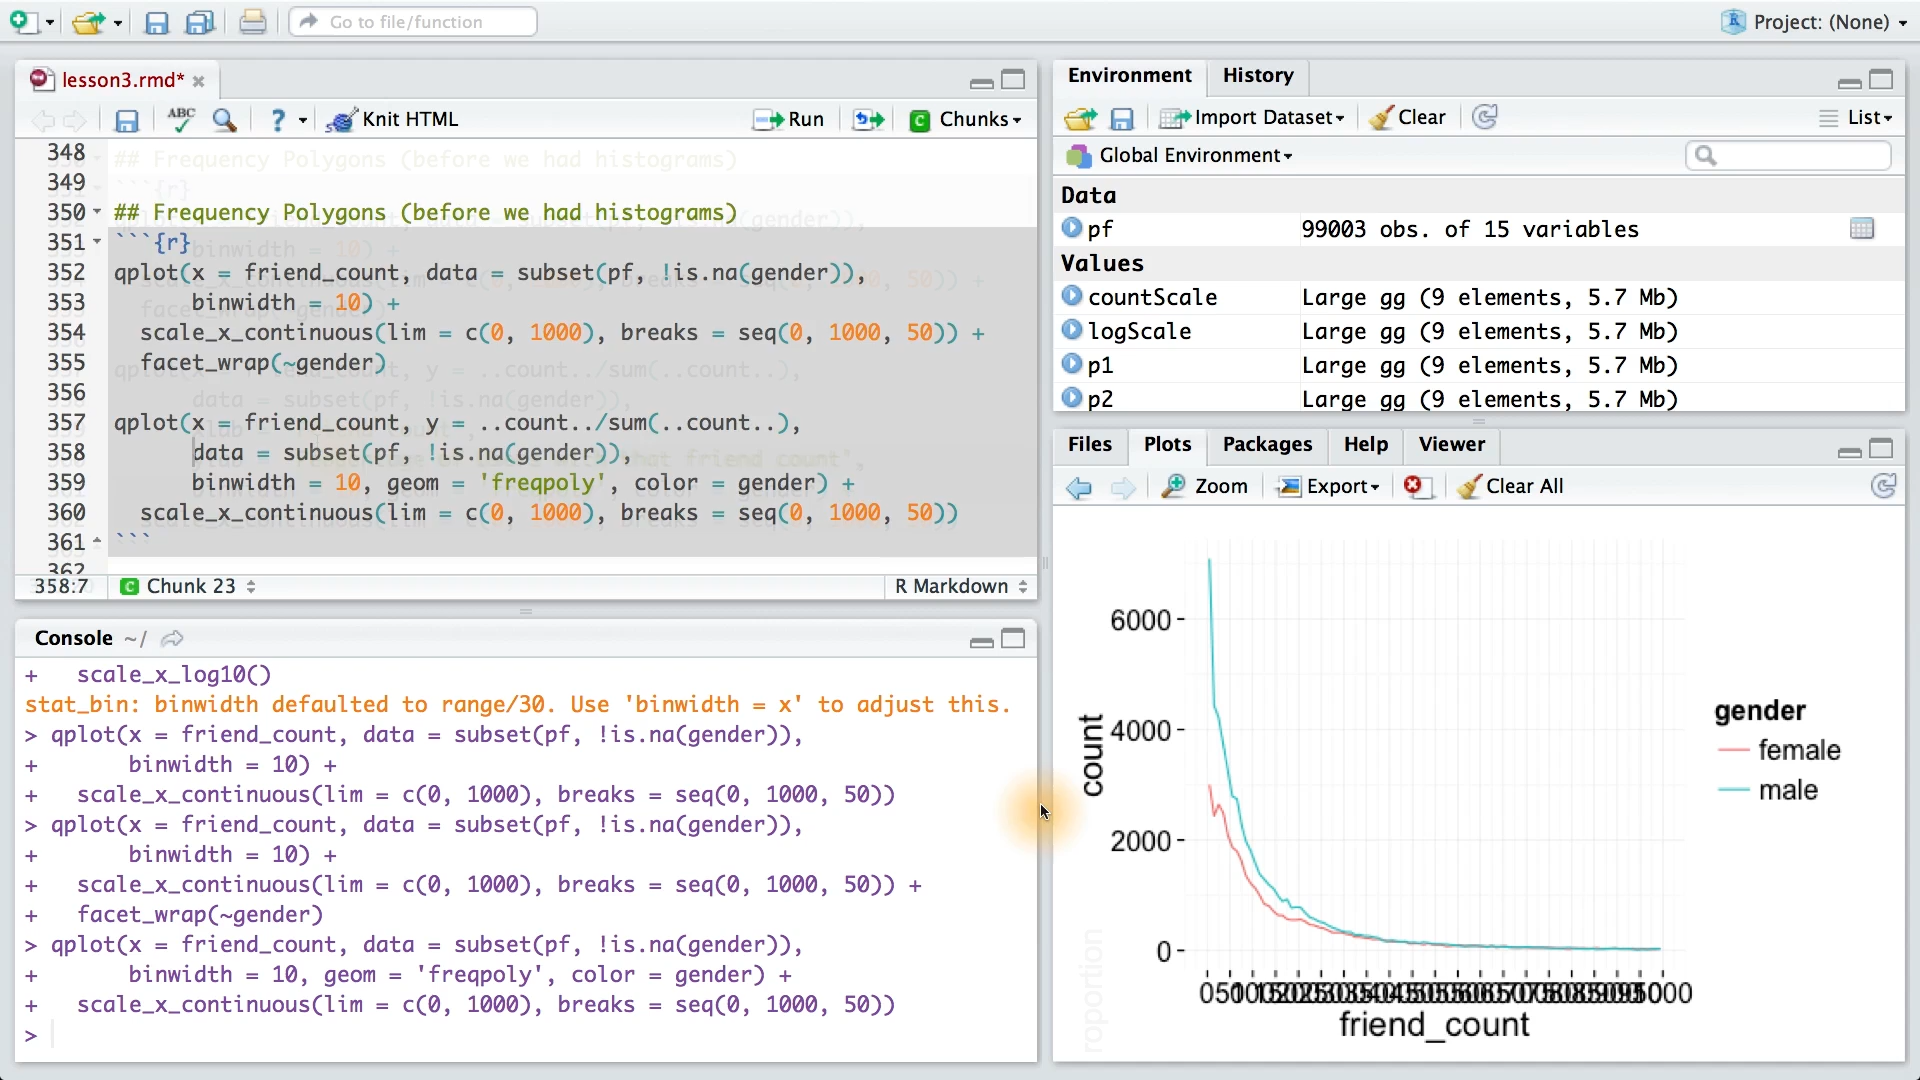 Go to file/function
Project: (None)
lesson3.rmd*
ABC
?
Knit HTML
Run
Chunks
348
349
350 ## Frequency Polygons (before we had histograms)
351 ```{r}
352 qplot(x = friend_count, data = subset(pf, !is.na(gender)),
353 binwidth = 10) +
354 scale_x_continuous(lim = c(0, 1000), breaks = seq(0, 1000, 50)) +
355 facet_wrap(~gender)
356
357 qplot(x = friend_count, y = ..count../sum(..count..),
358 data = subset(pf, !is.na(gender)),
359 binwidth = 10, geom = 'freqpoly', color = gender) +
360 scale_x_continuous(lim = c(0, 1000), breaks = seq(0, 1000, 50))
361 ```
362
358:7
Chunk 23
R Markdown
Console ~/
+ scale_x_log10()
stat_bin: binwidth defaulted to range/30. Use 'binwidth = x' to adjust this.
> qplot(x = friend_count, data = subset(pf, !is.na(gender)),
+ binwidth = 10) +
+ scale_x_continuous(lim = c(0, 1000), breaks = seq(0, 1000, 50))
> qplot(x = friend_count, data = subset(pf, !is.na(gender)),
+ binwidth = 10) +
+ scale_x_continuous(lim = c(0, 1000), breaks = seq(0, 1000, 50)) +
+ facet_wrap(~gender)
> qplot(x = friend_count, data = subset(pf, !is.na(gender)),
+ binwidth = 10, geom = 'freqpoly', color = gender) +
+ scale_x_continuous(lim = c(0, 1000), breaks = seq(0, 1000, 50))
>
Environment History
Import Dataset
Clear
List
Global Environment
Data
pf 99003 obs. of 15 variables
Values
countScale Large gg (9 elements, 5.7 Mb)
logScale Large gg (9 elements, 5.7 Mb)
p1 Large gg (9 elements, 5.7 Mb)
p2 Large gg (9 elements, 5.7 Mb)
Files Plots Packages Help Viewer
Zoom
Export
Clear All
6000
4000
2000
0
count
friend_count
gender
female
male